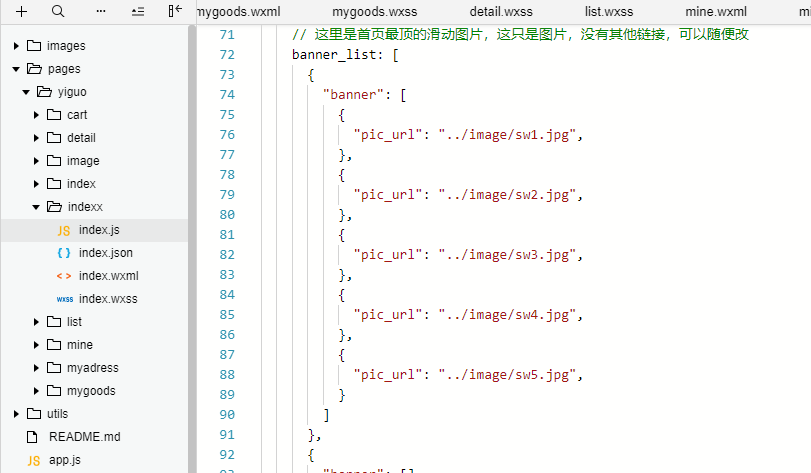 mygoods.wxml mygoods.wxss detail.wxss list.wxss mine.wxml
images
pages
yiguo
cart
detail
image
index
indexx
JS index.js
{ } index.json
< > index.wxml
wxss index.wxss
list
mine
myadress
mygoods
utils
README.md
JS app.js
71 // 这里是首页最顶的滑动图片，这只是图片，没有其他链接，可以随便改
72 banner_list: [
73 {
74 "banner": [
75 {
76 "pic_url": "../image/sw1.jpg",
77 },
78 {
79 "pic_url": "../image/sw2.jpg",
80 },
81 {
82 "pic_url": "../image/sw3.jpg",
83 },
84 {
85 "pic_url": "../image/sw4.jpg",
86 },
87 {
88 "pic_url": "../image/sw5.jpg",
89 }
90 ]
91 },
92 {